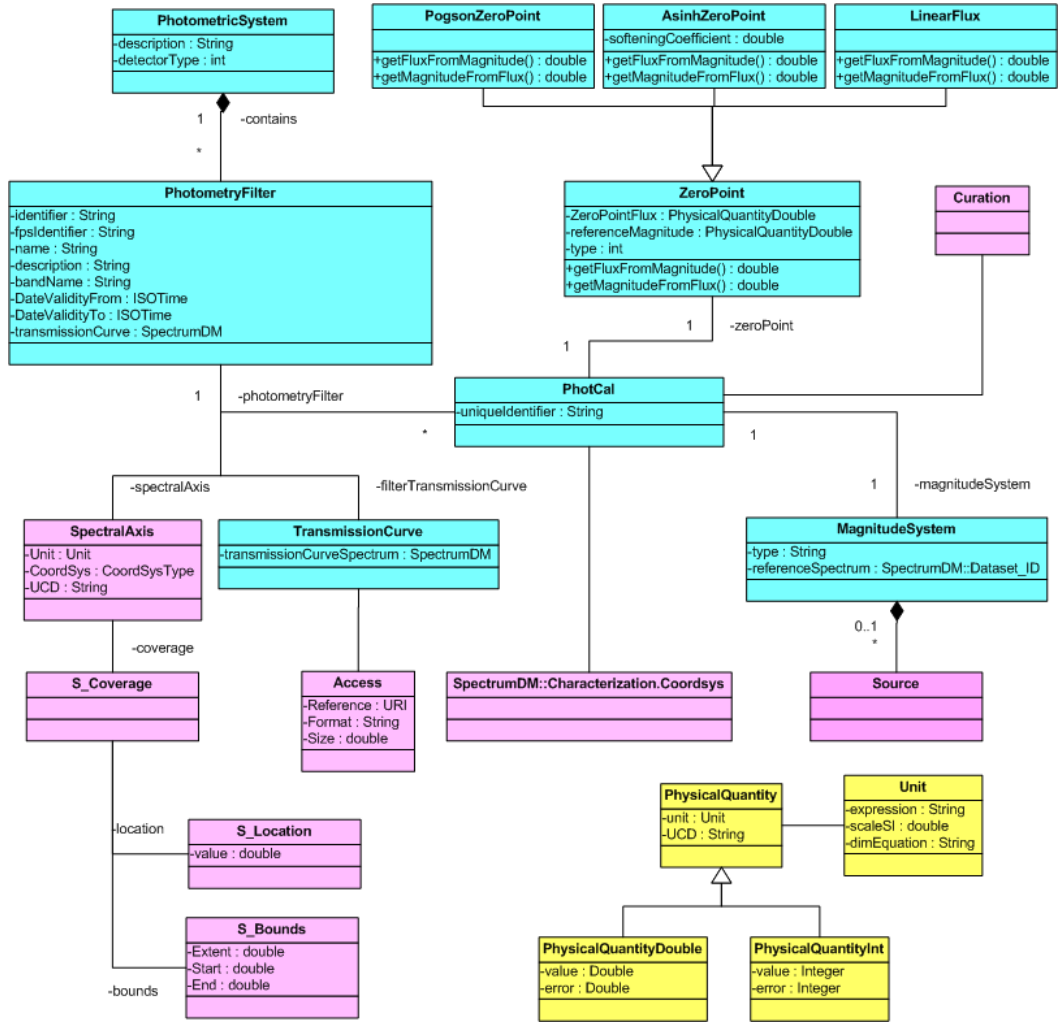 PhotometricSystem
-description : String
-detectorType : int
PogsonZeroPoint
+getFluxFromMagnitude() : double
+getMagnitudeFromFlux() : double
AsinhZeroPoint
-softeningCoefficient : double
+getFluxFromMagnitude() : double
+getMagnitudeFromFlux() : double
LinearFlux
+getFluxFromMagnitude() : double
+getMagnitudeFromFlux() : double
1
-contains
*
PhotometryFilter
-identifier : String
-fpsIdentifier : String
-name : String
-description : String
-bandName : String
-DateValidityFrom : ISOTime
-DateValidityTo : ISOTime
-transmissionCurve : SpectrumDM
ZeroPoint
-ZeroPointFlux : PhysicalQuantityDouble
-referenceMagnitude : PhysicalQuantityDouble
-type : int
+getFluxFromMagnitude() : double
+getMagnitudeFromFlux() : double
Curation
1
-zeroPoint
1
1
-photometryFilter
*
PhotCal
-uniqueIdentifier : String
1
1
-magnitudeSystem
-spectralAxis
-filterTransmissionCurve
SpectralAxis
-Unit : Unit
-CoordSys : CoordSysType
-UCD : String
TransmissionCurve
-transmissionCurveSpectrum : SpectrumDM
MagnitudeSystem
-type : String
-referenceSpectrum : SpectrumDM::Dataset_ID
-coverage
0..1
*
S_Coverage
Access
-Reference : URI
-Format : String
-Size : double
SpectrumDM::Characterization.Coordsys
Source
-location
S_Location
-value : double
PhysicalQuantity
-unit : Unit
-UCD : String
Unit
-expression : String
-scaleSI : double
-dimEquation : String
S_Bounds
-Extent : double
-Start : double
-End : double
-bounds
PhysicalQuantityDouble
-value : Double
-error : Double
PhysicalQuantityInt
-value : Integer
-error : Integer